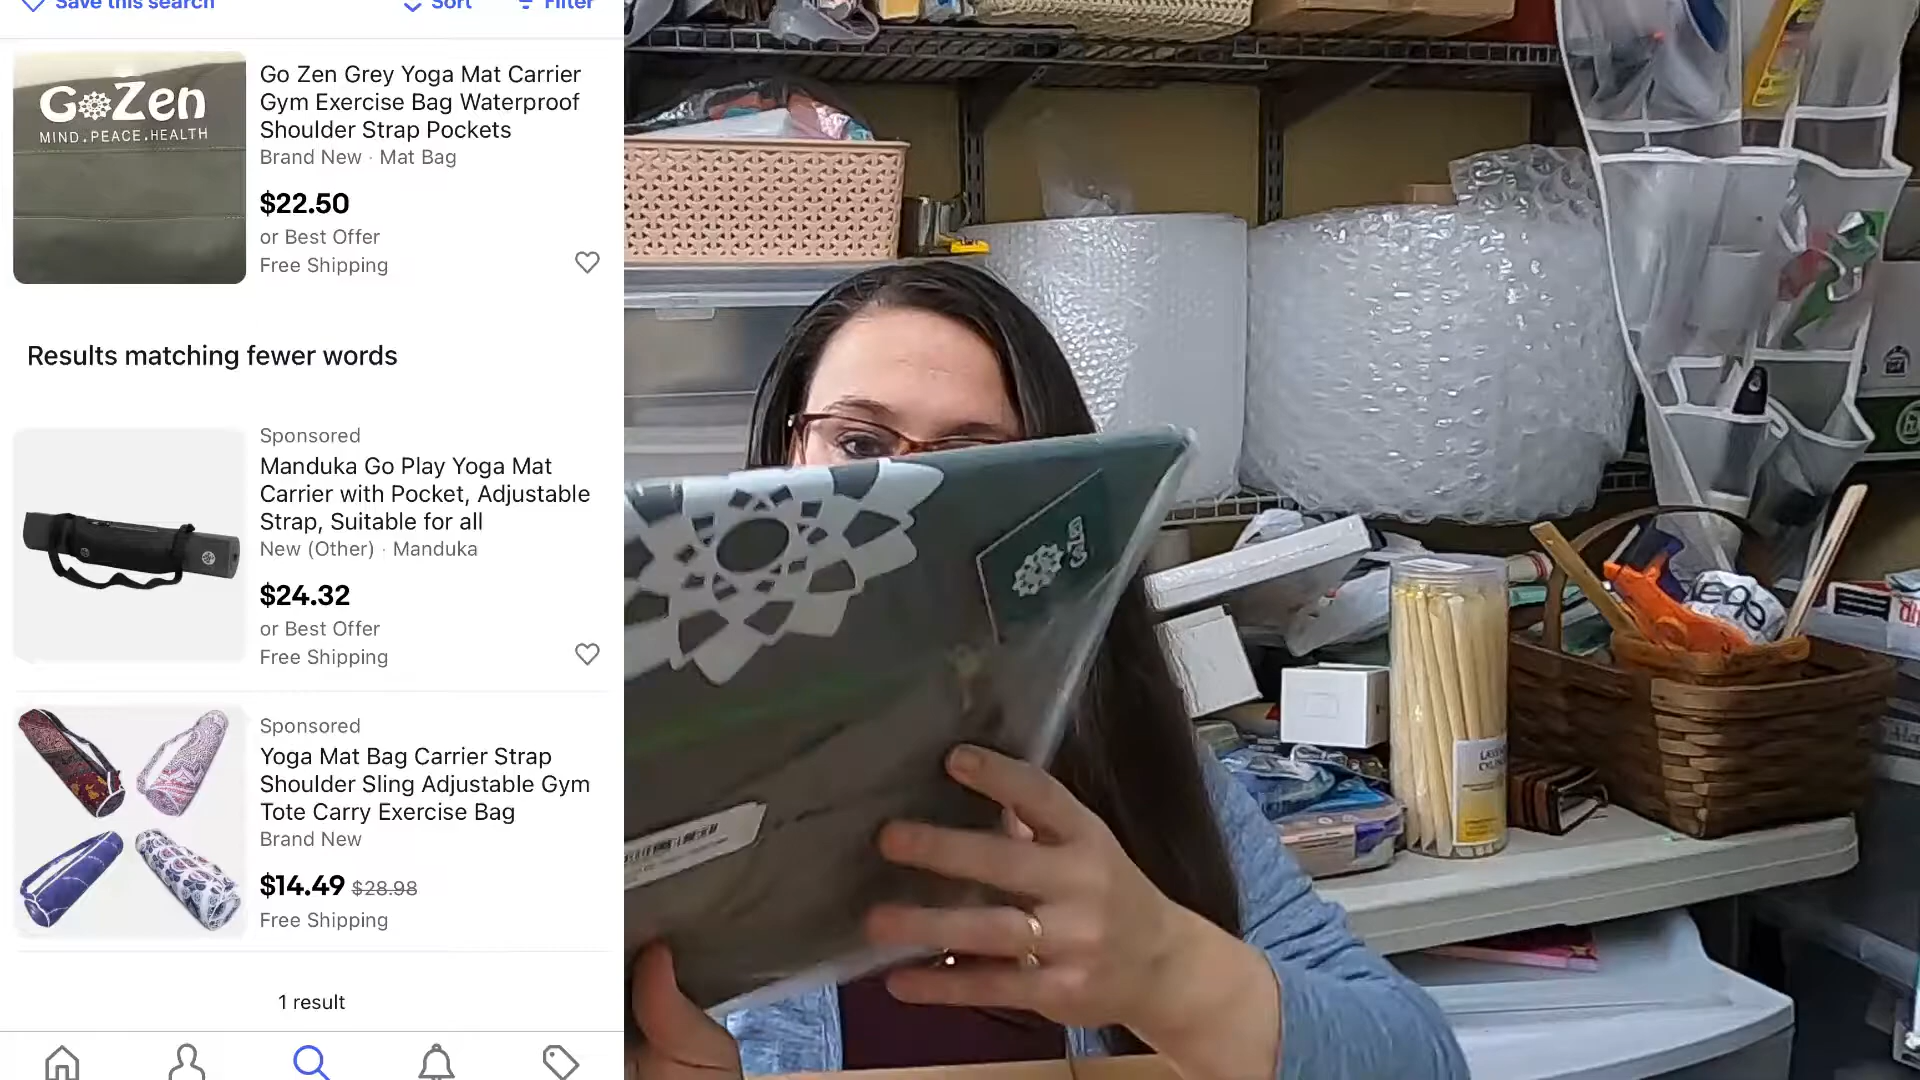 Save this search
Sort
Filter
GoZen
MIND.PEACE.HEALTH
Go Zen Grey Yoga Mat Carrier
Gym Exercise Bag Waterproof
Shoulder Strap Pockets
Brand New · Mat Bag
$22.50
or Best Offer
Free Shipping
Results matching fewer words
Sponsored
Manduka Go Play Yoga Mat
Carrier with Pocket, Adjustable
Strap, Suitable for all
New (Other) · Manduka
$24.32
or Best Offer
Free Shipping
Sponsored
Yoga Mat Bag Carrier Strap
Shoulder Sling Adjustable Gym
Tote Carry Exercise Bag
Brand New
$14.49 $28.98
Free Shipping
1 result